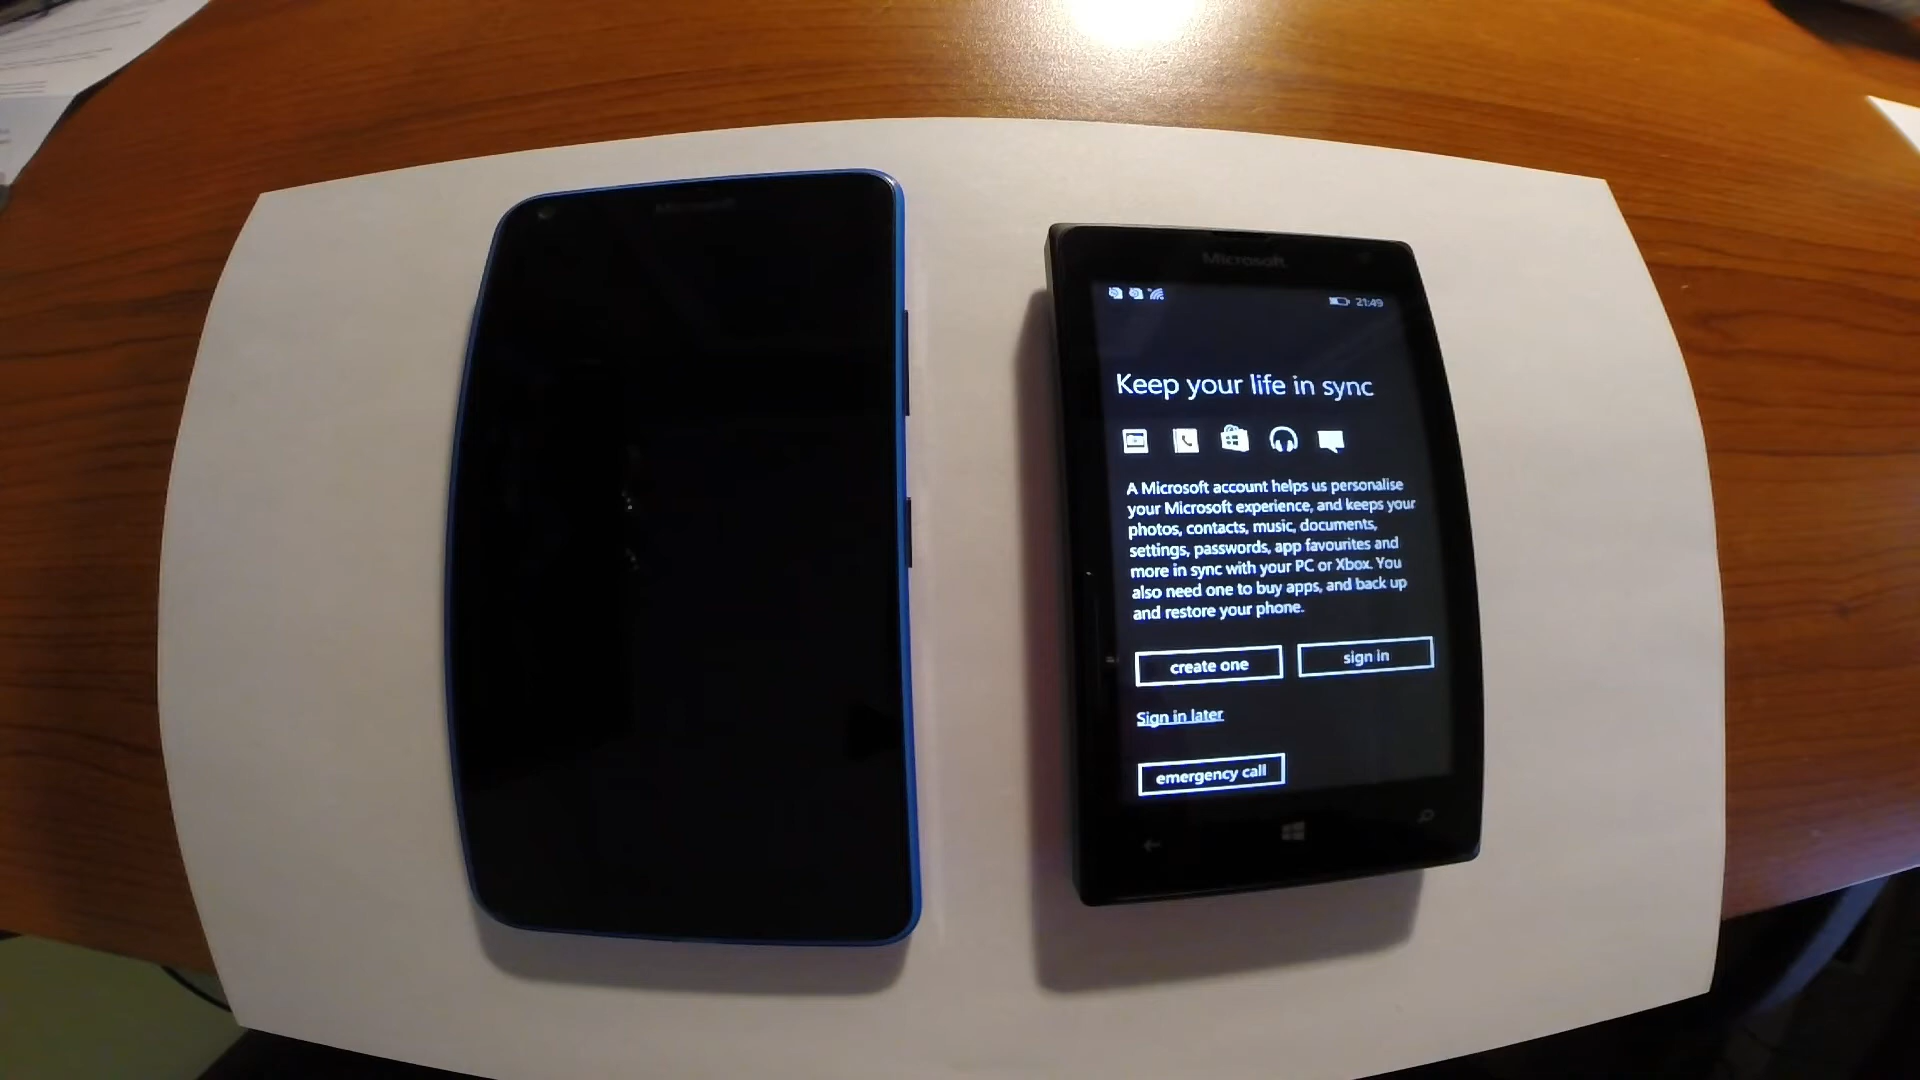 Microsoft
Microsoft
21:49
Keep your life in sync
A Microsoft account helps us personalise
your Microsoft experience, and keeps your
photos, contacts, music, documents,
settings, passwords, app favourites and
more in sync with your PC or Xbox. You
also need one to buy apps, and back up
and restore your phone.
create one
sign in
Sign in later
emergency call